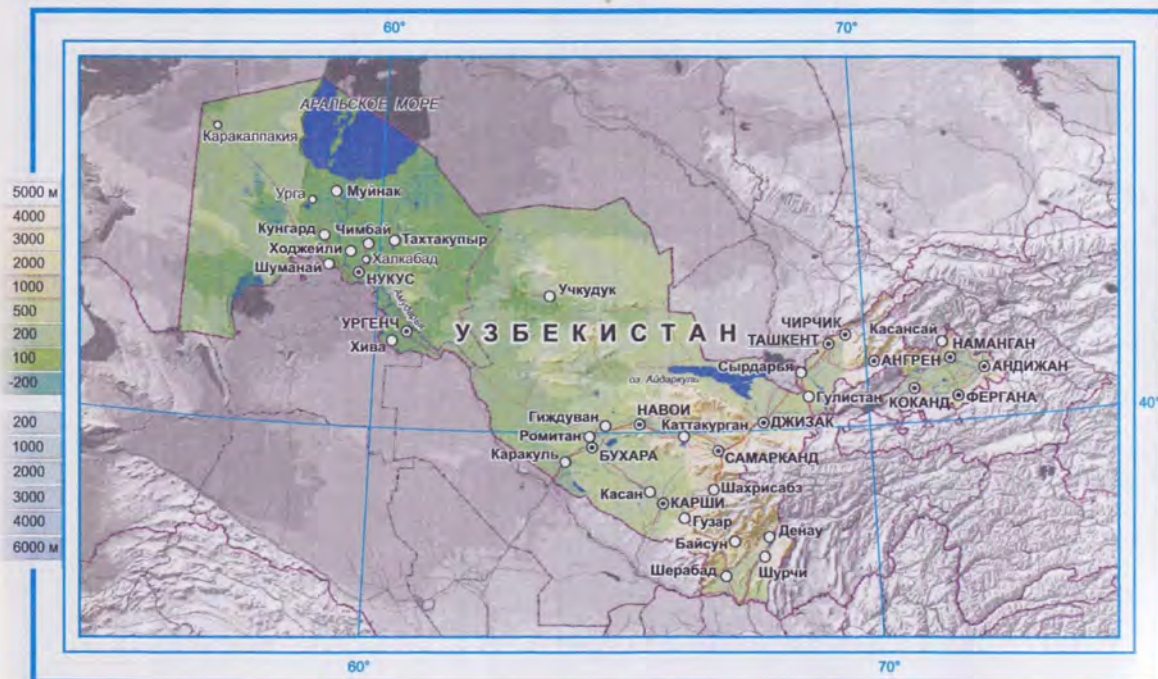 60°
70°
АРАЛЬСКОЕ МОРЕ
Каракалпакия
5000 м
4000
3000
2000
1000
500
200
100
-200
200
1000
2000
3000
4000
6000 м
Урга
Муйнак
Кунгард
Чимбай
Тахтакупыр
Ходжейли
Халкабад
Шуманай
НУКУС
Учкудук
Амударья
УРГЕНЧ
Хива
УЗБЕКИСТАН
ЧИРЧИК
Касансай
ТАШКЕНТ
НАМАНГАН
АНГРЕН
АНДИЖАН
Сырдарья
оз. Айдаркуль
Гулистан
КОКАНД
ФЕРГАНА
40°
Гиждуван
НАВОИ
Ромитан
Каттакурган
ДЖИЗАК
Каракуль
БУХАРА
САМАРКАНД
Касан
Шахрисабз
КАРШИ
Гузар
Денау
Байсун
Шерабад
Шурчи
60°
70°